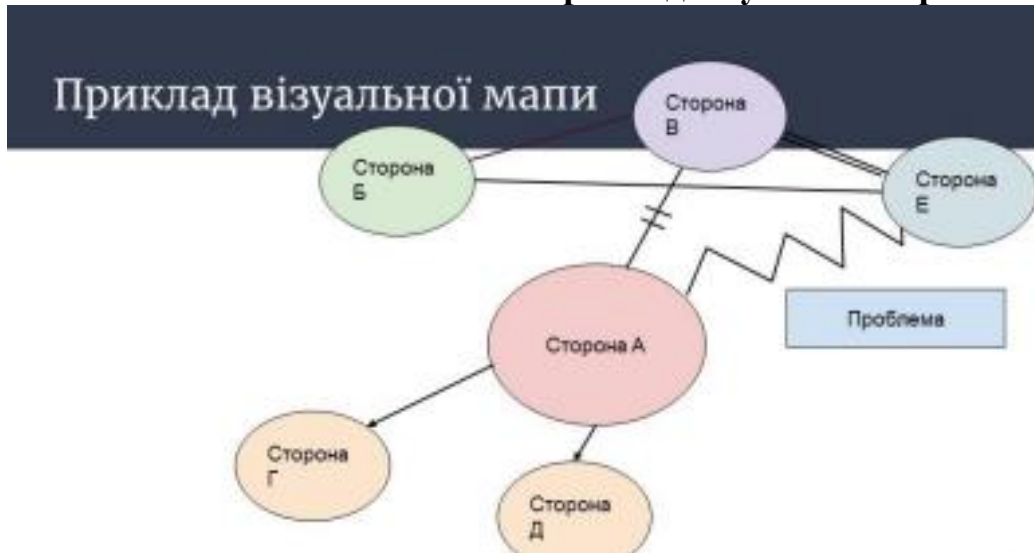 Приклад візуальної мапи
Сторона
В
Сторона
Б
Сторона
Е
Проблема
Сторона А
Сторона
Г
Сторона
Д